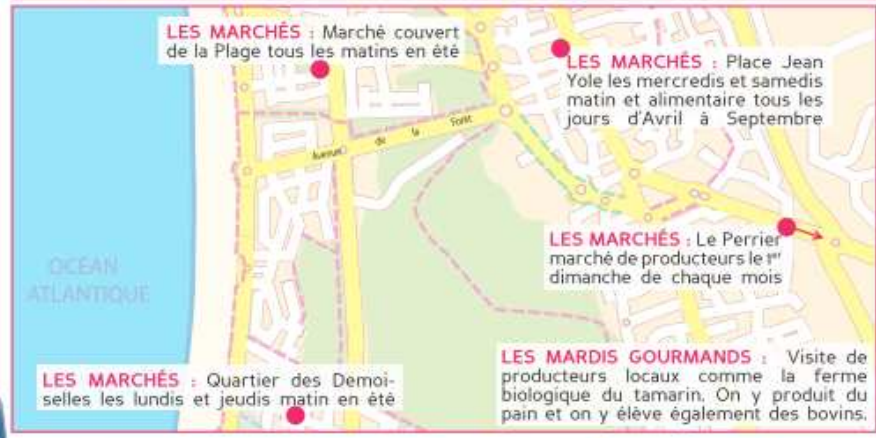 LES MARCHÉS : Marché couvert
de la Plage tous les matins en été
LES MARCHÉS : Place Jean
Yole les mercredis et samedis
matin et alimentaire tous les
jours d'Avril à Septembre
Avenue de la Forêt
LES MARCHÉS : Le Perrier
marché de producteurs le 1er
dimanche de chaque mois
OCÉAN
ATLANTIQUE
LES MARCHÉS : Quartier des Demoi-
selles les lundis et jeudis matin en été
LES MARDIS GOURMANDS : Visite de
producteurs locaux comme la ferme
biologique du tamarin. On y produit du
pain et on y élève également des bovins.